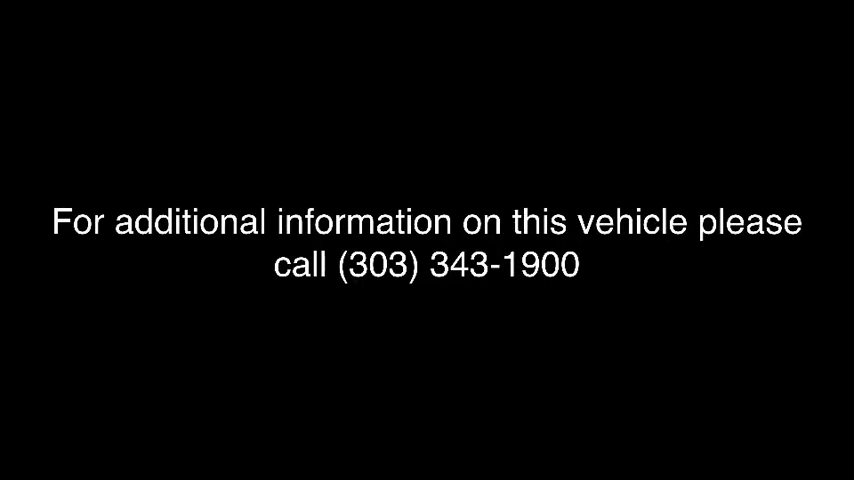 For additional information on this vehicle please
call (303) 343-1900